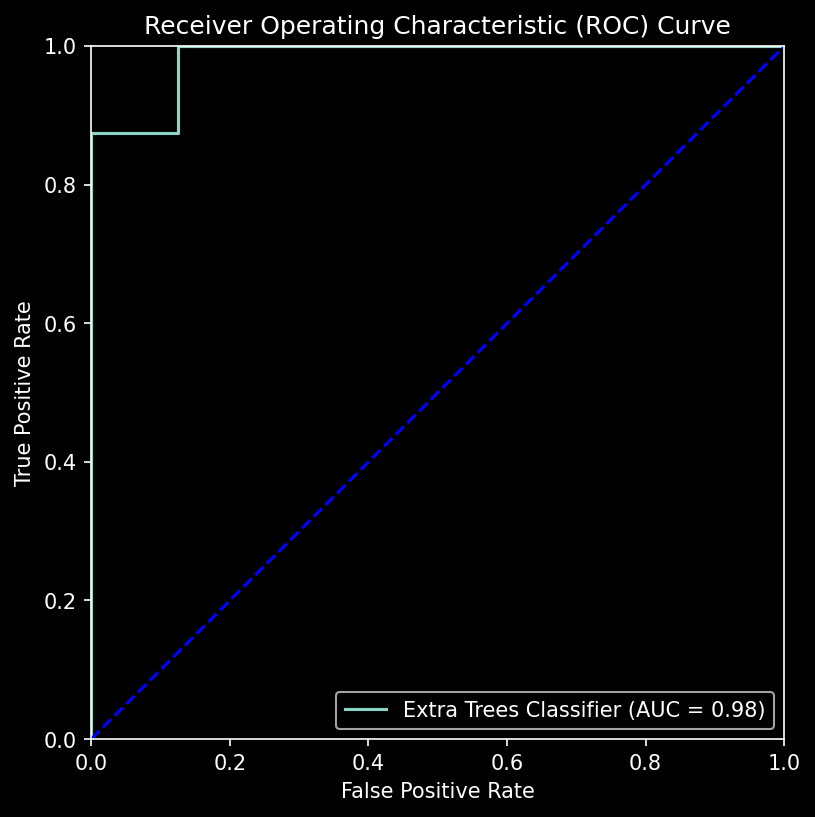 Receiver Operating Characteristic (ROC) Curve
1.0
0.8
0.6
0.4
0.2
0.0
True Positive Rate
Extra Trees Classifier (AUC = 0.98)
0.0 0.2 0.4 0.6 0.8 1.0
False Positive Rate